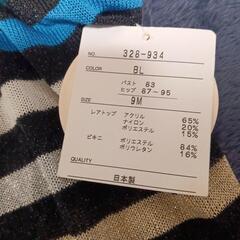 NO. 328-934
COLOR BL
バスト 83
ヒップ 87-95
SIZE 9M
レアトップ アクリル 65%
ナイロン 20%
ポリエステル 15%
ビキニ ポリエステル 84%
ポリウレタン 16%
日本製